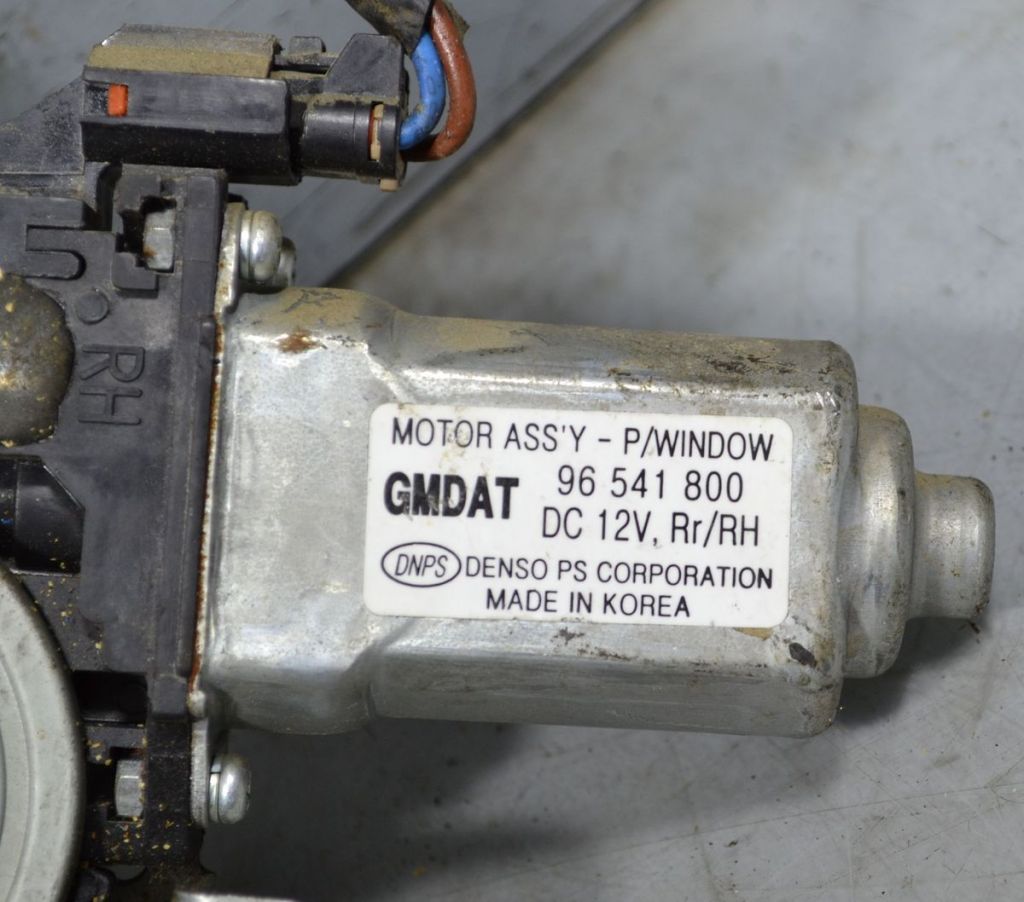 RH
MOTOR ASS'Y - P/WINDOW
GMDAT 96 541 800
DC 12V, Rr/RH
DNPS DENSO PS CORPORATION
MADE IN KOREA